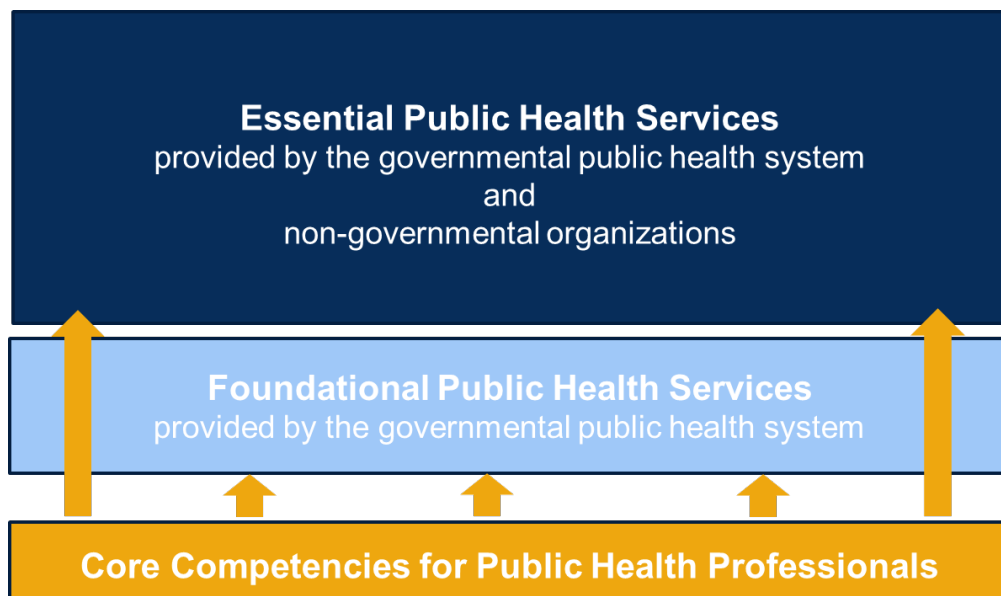 Essential Public Health Services
provided by the governmental public health system
and
non-governmental organizations
Foundational Public Health Services
provided by the governmental public health system
Core Competencies for Public Health Professionals